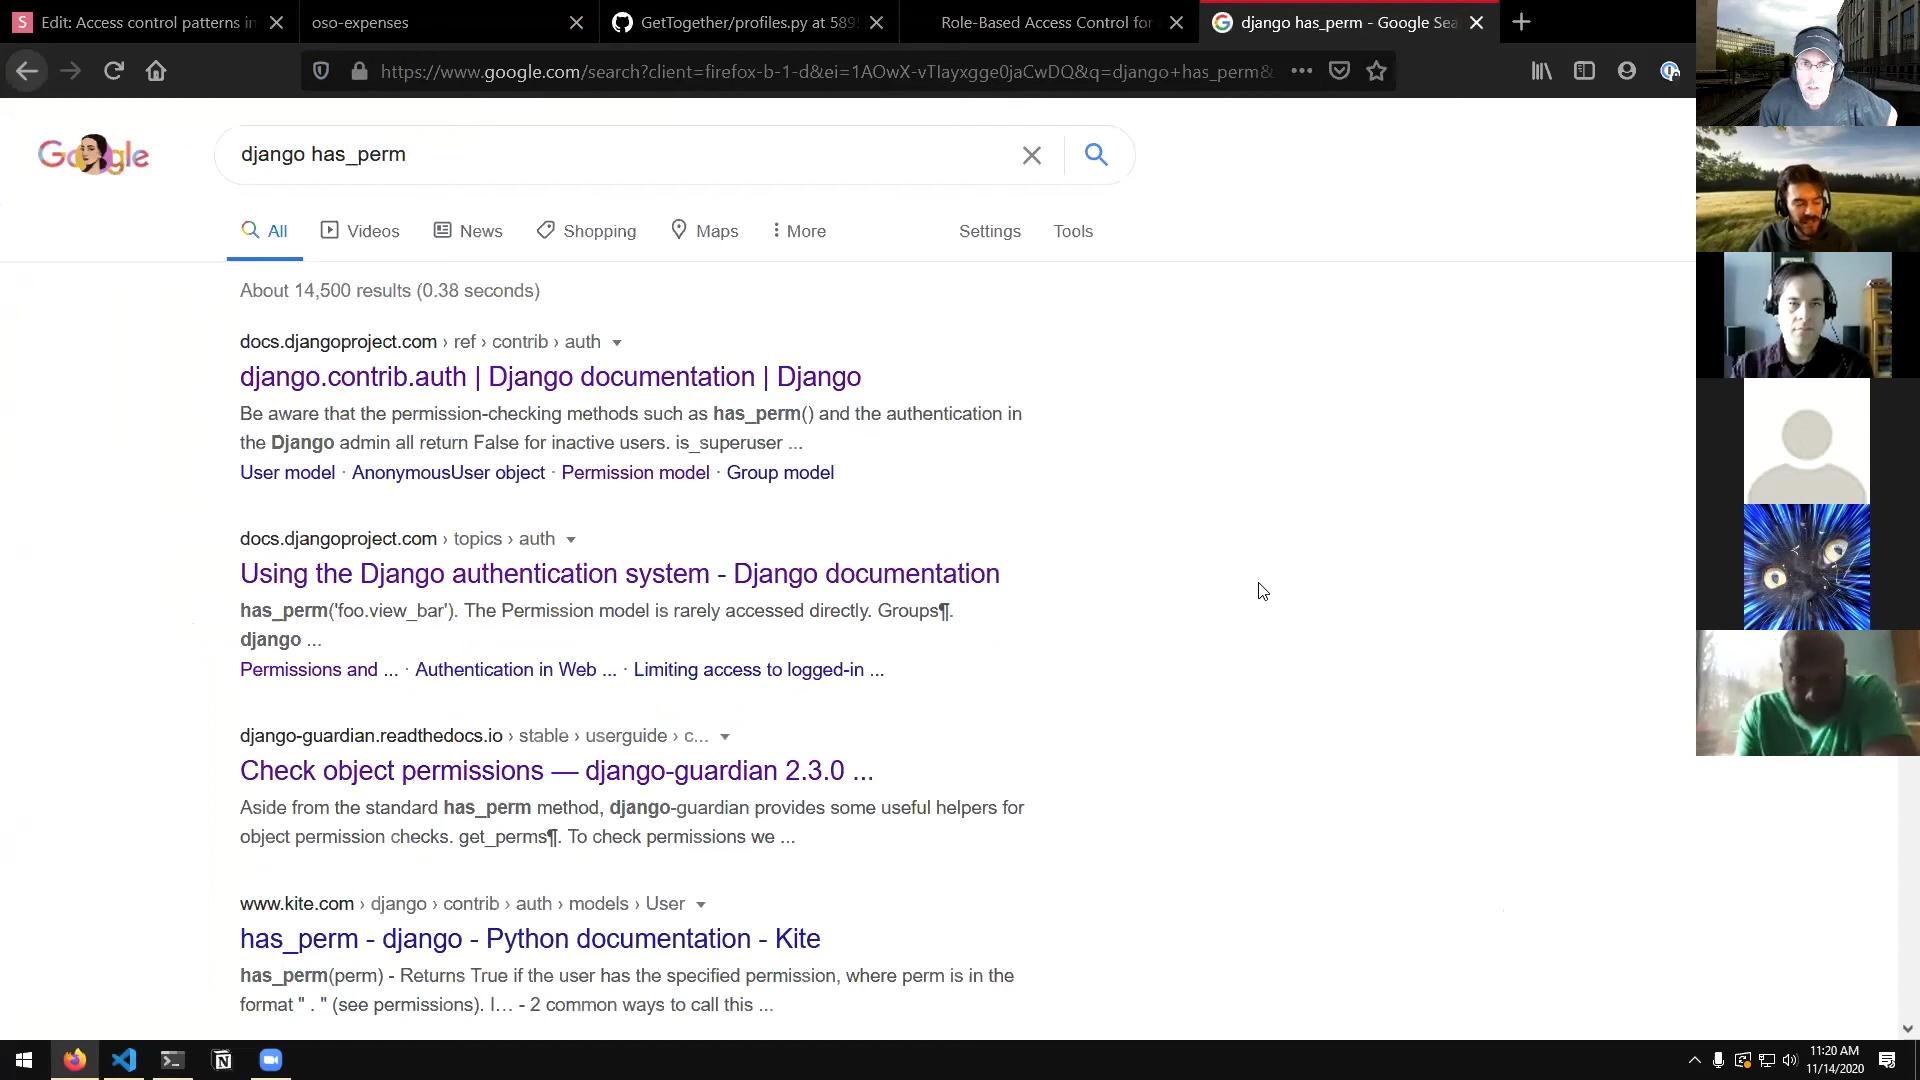 Edit: Access control patterns in
oso-expenses
GetTogether/profiles.py at 589
Role-Based Access Control for
django has_perm - Google Sea
https://www.google.com/search?client=firefox-b-1-d&ei=1AOwX-vTIayxgge0jaCwDQ&q=django+has_perm&
Google
django has_perm
All
Videos
News
Shopping
Maps
More
Settings
Tools
About 14,500 results (0.38 seconds)
docs.djangoproject.com › ref › contrib › auth
django.contrib.auth | Django documentation | Django
Be aware that the permission-checking methods such as has_perm() and the authentication in
the Django admin all return False for inactive users. is_superuser ...
User model · AnonymousUser object · Permission model · Group model
docs.djangoproject.com › topics › auth
Using the Django authentication system - Django documentation
has_perm('foo.view_bar'). The Permission model is rarely accessed directly. Groups¶.
django ...
Permissions and ... · Authentication in Web ... · Limiting access to logged-in ...
django-guardian.readthedocs.io › stable › userguide › c...
Check object permissions — django-guardian 2.3.0 ...
Aside from the standard has_perm method, django-guardian provides some useful helpers for
object permission checks. get_perms¶. To check permissions we ...
www.kite.com › django › contrib › auth › models › User
has_perm - django - Python documentation - Kite
has_perm(perm) - Returns True if the user has the specified permission, where perm is in the
format " . " (see permissions). I… - 2 common ways to call this ...
11:20 AM
11/14/2020